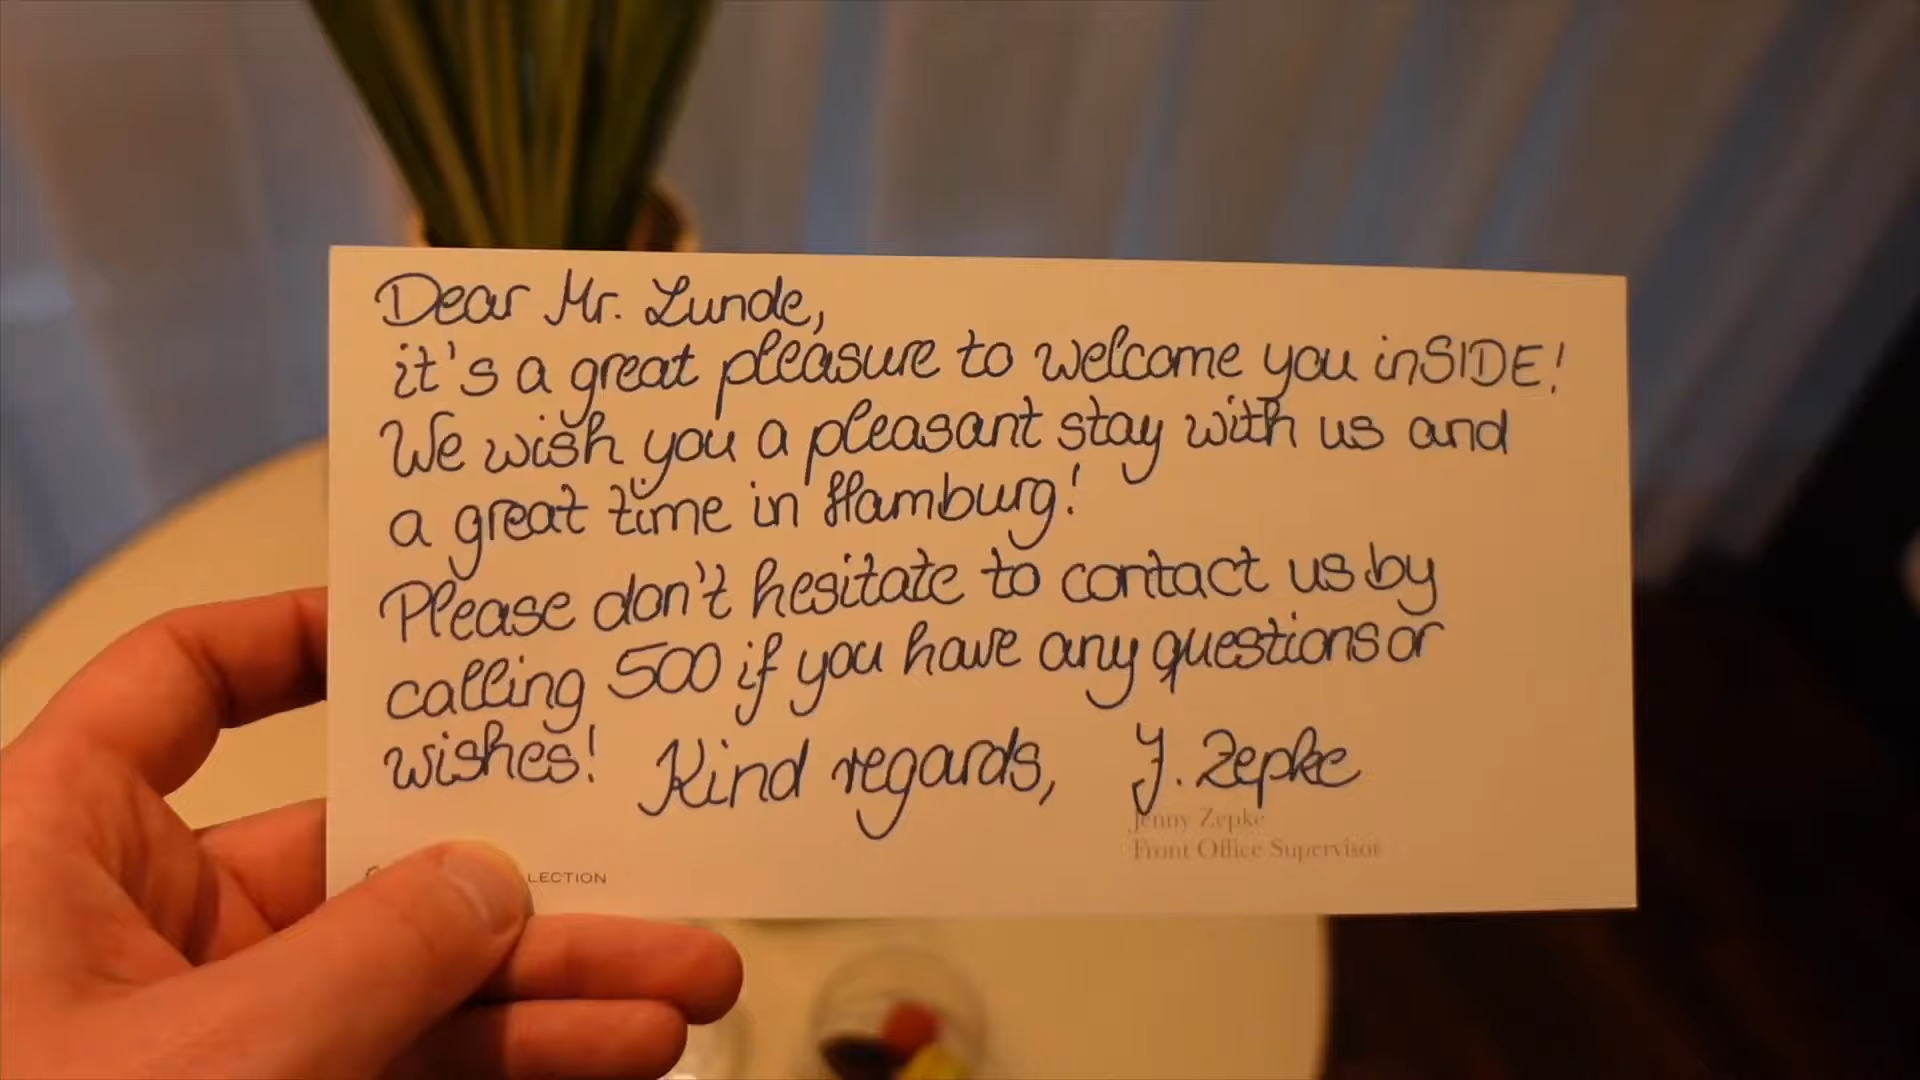 Dear Mr. Lunde,
it's a great pleasure to welcome you inSIDE!
We wish you a pleasant stay with us and
a great time in Hamburg!
Please don't hesitate to contact us by
calling 500 if you have any questions or
wishes! Kind regards, J. Zepke
Jenny Zepke
Front Office Supervisor
LECTION